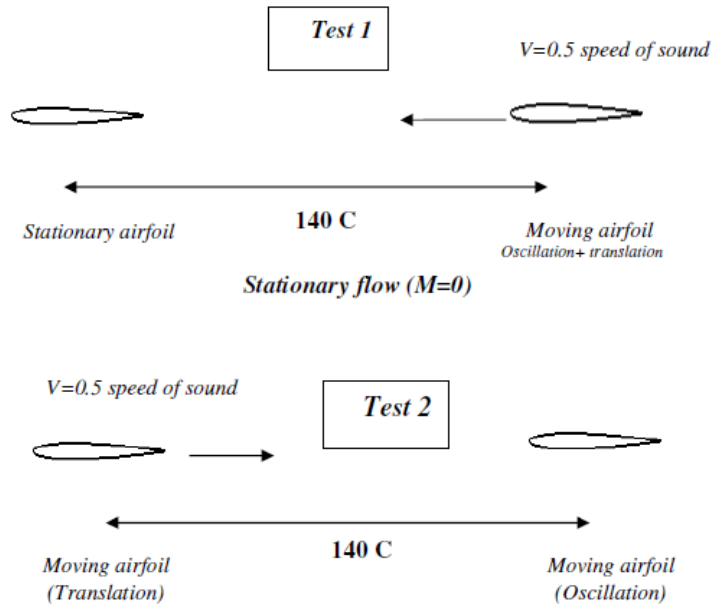 Test 1
V=0.5 speed of sound
140 C
Stationary airfoil
Moving airfoil
Oscillation+ translation
Stationary flow (M=0)
V=0.5 speed of sound
Test 2
140 C
Moving airfoil
(Translation)
Moving airfoil
(Oscillation)